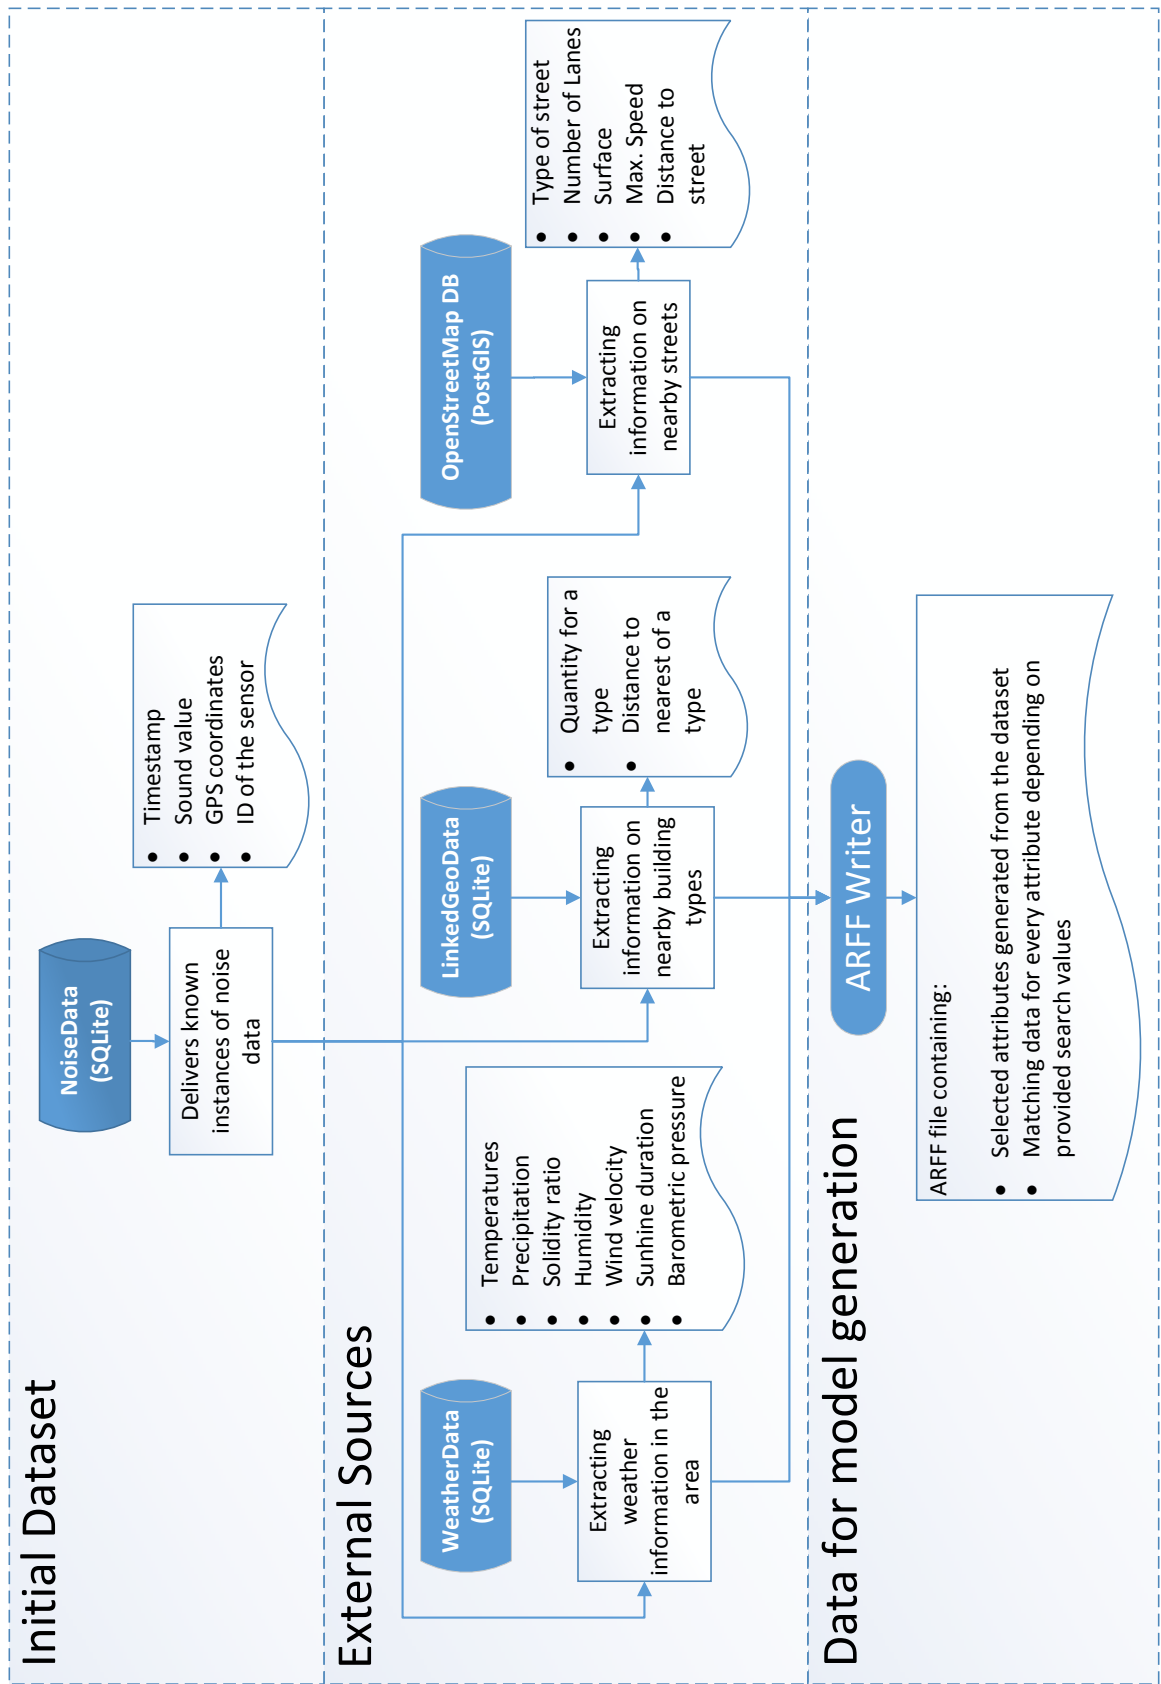 Initial Dataset
NoiseData
(SQLite)
Delivers known
instances of noise
data
● Timestamp
● Sound value
● GPS coordinates
● ID of the sensor
External Sources
WeatherData
(SQLite)
Extracting
weather
information in the
area
● Temperatures
● Precipitation
● Solidity ratio
● Humidity
● Wind velocity
● Sunhine duration
● Barometric pressure
LinkedGeoData
(SQLite)
Extracting
information on
nearby building
types
● Quantity for a
type
● Distance to
nearest of a
type
OpenStreetMap DB
(PostGIS)
Extracting
information on
nearby streets
● Type of street
● Number of Lanes
● Surface
● Max. Speed
● Distance to
street
Data for model generation
ARFF Writer
ARFF file containing:
● Selected attributes generated from the dataset
● Matching data for every attribute depending on
provided search values